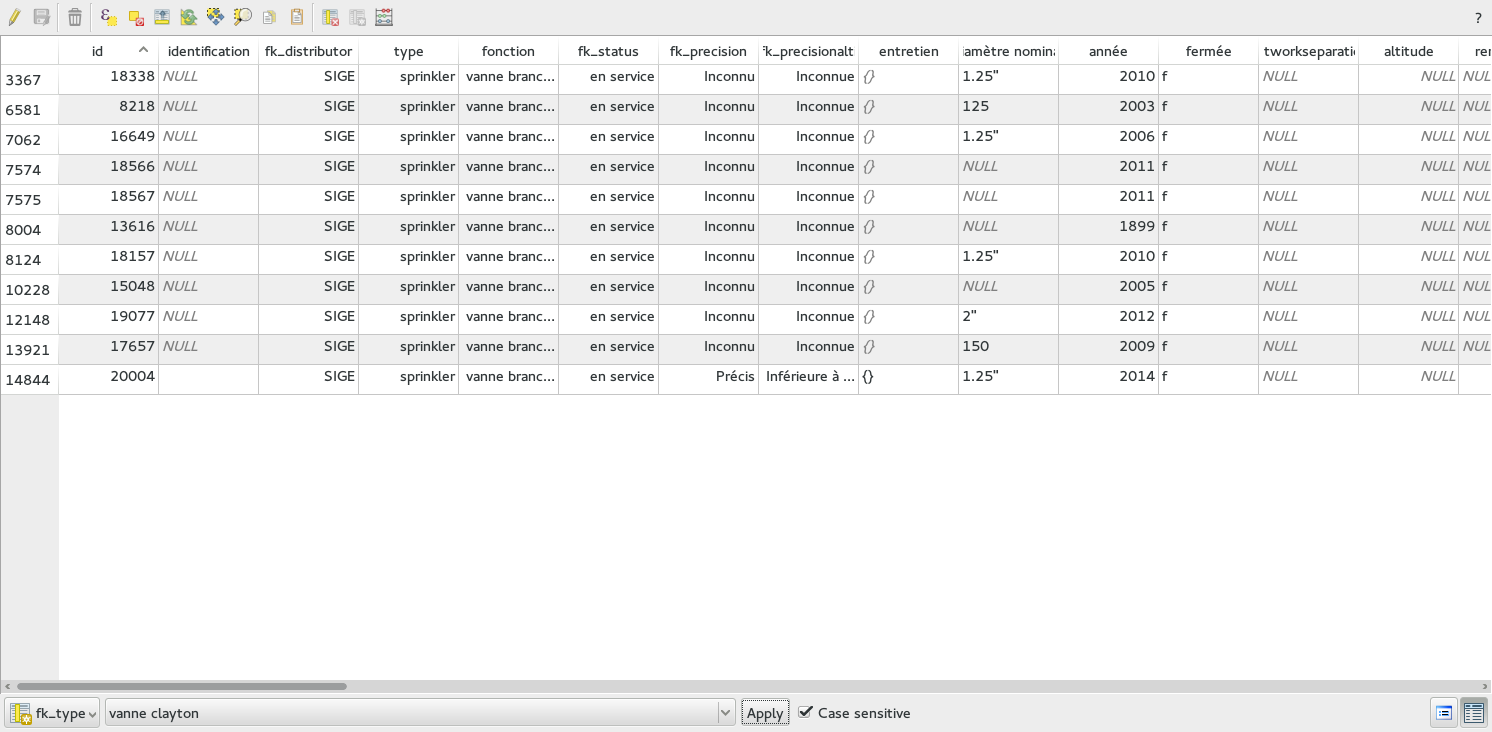 ?
id identification fk_distributor type fonction fk_status fk_precision fk_precisionalt entretien iamètre nomina année fermée tworkseparatio altitude rer
3367 18338 NULL SIGE sprinkler vanne branc... en service Inconnu Inconnue {} 1.25" 2010 f NULL NULL NUL
6581 8218 NULL SIGE sprinkler vanne branc... en service Inconnu Inconnue {} 125 2003 f NULL NULL NUL
7062 16649 NULL SIGE sprinkler vanne branc... en service Inconnu Inconnue {} 1.25" 2006 f NULL NULL NUL
7574 18566 NULL SIGE sprinkler vanne branc... en service Inconnu Inconnue {} NULL 2011 f NULL NULL NUL
7575 18567 NULL SIGE sprinkler vanne branc... en service Inconnu Inconnue {} NULL 2011 f NULL NULL NUL
8004 13616 NULL SIGE sprinkler vanne branc... en service Inconnu Inconnue {} NULL 1899 f NULL NULL NUL
8124 18157 NULL SIGE sprinkler vanne branc... en service Inconnu Inconnue {} 1.25" 2010 f NULL NULL NUL
10228 15048 NULL SIGE sprinkler vanne branc... en service Inconnu Inconnue {} NULL 2005 f NULL NULL NUL
12148 19077 NULL SIGE sprinkler vanne branc... en service Inconnu Inconnue {} 2" 2012 f NULL NULL NUL
13921 17657 NULL SIGE sprinkler vanne branc... en service Inconnu Inconnue {} 150 2009 f NULL NULL NUL
14844 20004 SIGE sprinkler vanne branc... en service Précis Inférieure à ... {} 1.25" 2014 f NULL NULL
fk_type vanne clayton Apply Case sensitive